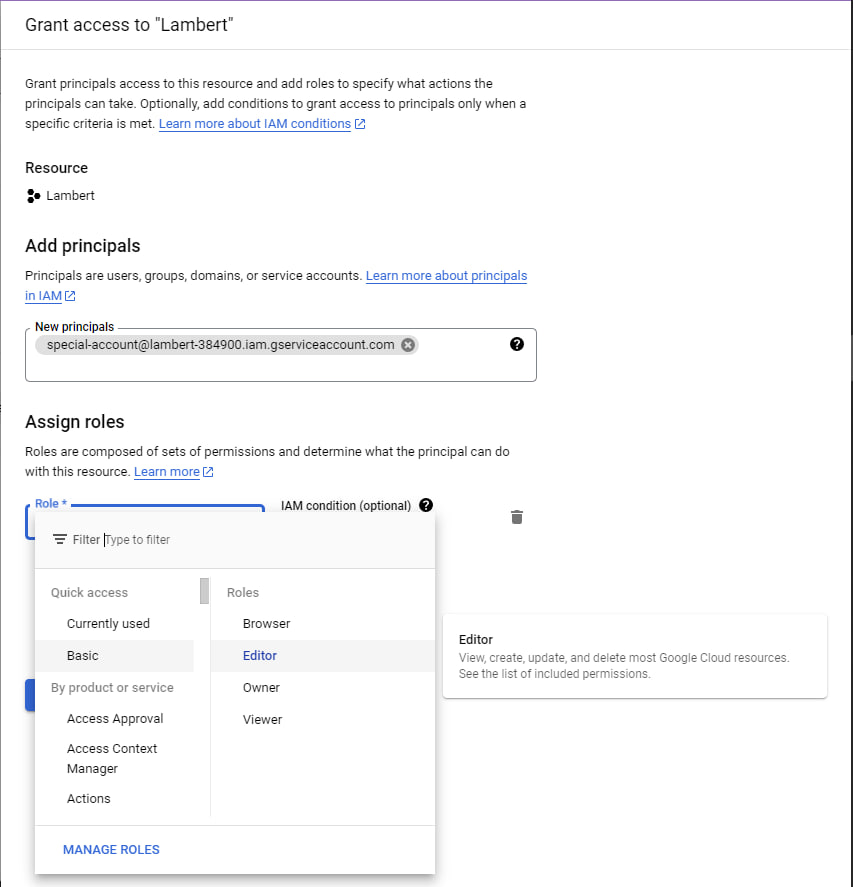 Grant access to "Lambert"
Grant principals access to this resource and add roles to specify what actions the
principals can take. Optionally, add conditions to grant access to principals only when a
specific criteria is met. Learn more about IAM conditions
Resource
Lambert
Add principals
Principals are users, groups, domains, or service accounts. Learn more about principals
in IAM
New principals
special-account@lambert-384900.iam.gserviceaccount.com
Assign roles
Roles are composed of sets of permissions and determine what the principal can do
with this resource. Learn more
Role *
IAM condition (optional)
Filter Type to filter
Quick access
Currently used
Basic
By product or service
Access Approval
Access Context
Manager
Actions
Roles
Browser
Editor
Owner
Viewer
Editor
View, create, update, and delete most Google Cloud resources.
See the list of included permissions.
MANAGE ROLES